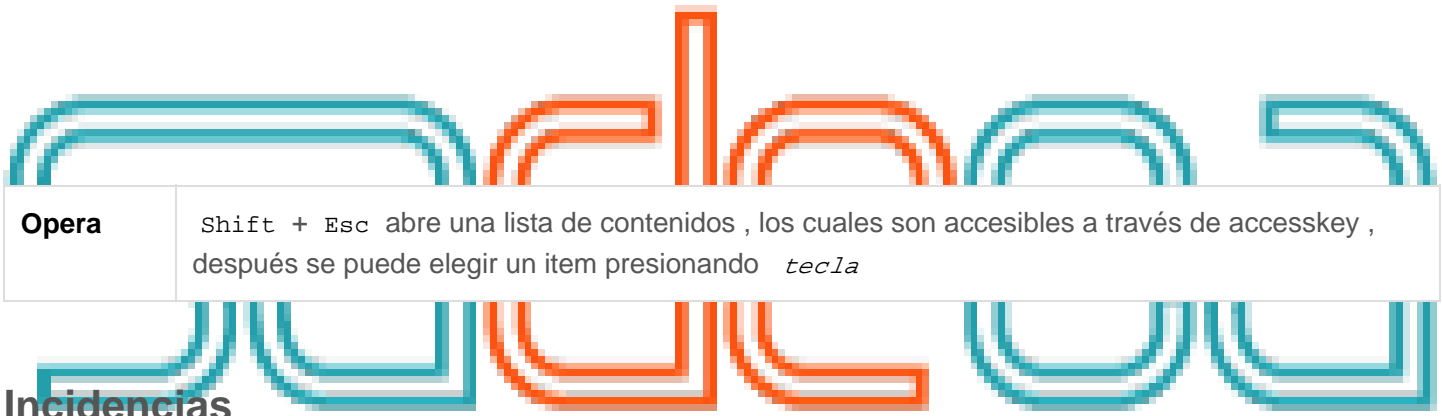 Opera
Shift + Esc abre una lista de contenidos , los cuales son accesibles a través de accesskey ,
después se puede elegir un item presionando tecla
Incidencias